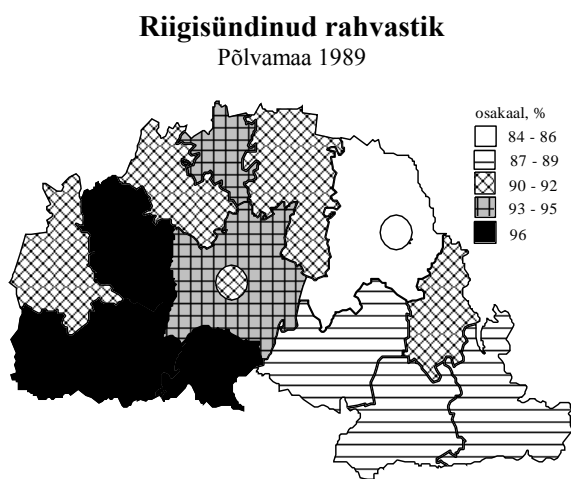 Riigisündinud rahvastik
Põlvamaa 1989
osakaal, %
84 - 86
87 - 89
90 - 92
93 - 95
96